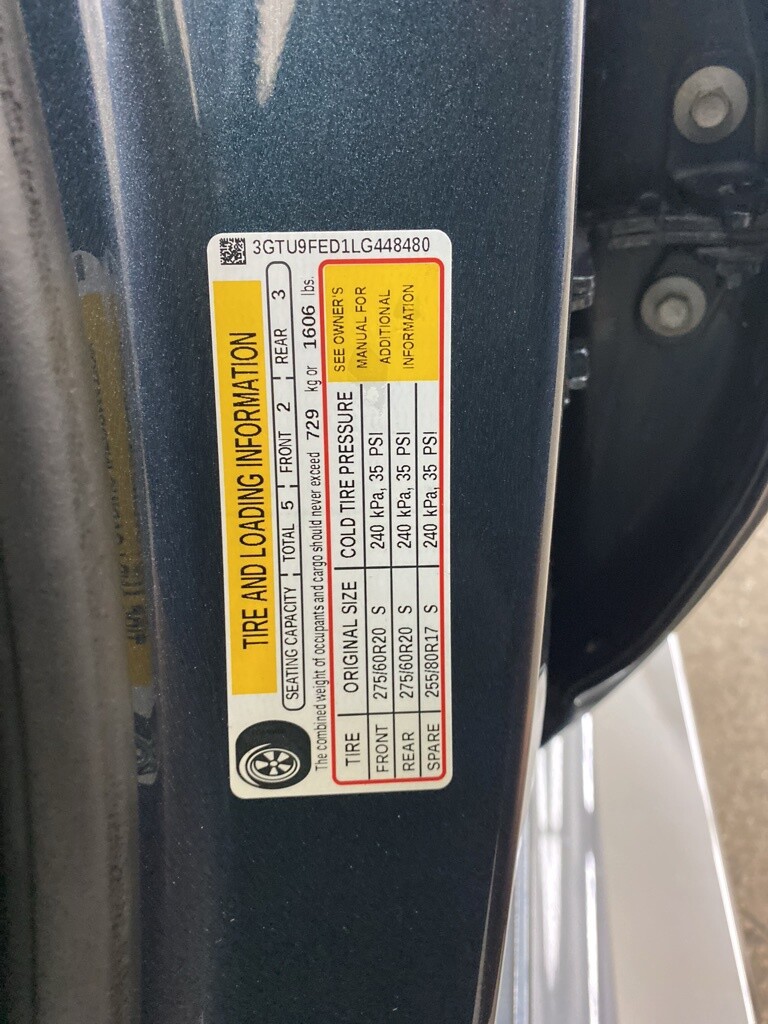 3GTU9FED1LG448480
TIRE AND LOADING INFORMATION
SEATING CAPACITY TOTAL 5 FRONT 2 REAR 3
The combined weight of occupants and cargo should never exceed 729 kg or 1606 lbs.
TIRE ORIGINAL SIZE COLD TIRE PRESSURE
FRONT 275/60R20 S 240 kPa, 35 PSI
REAR 275/60R20 S 240 kPa, 35 PSI
SPARE 255/80R17 S 240 kPa, 35 PSI
SEE OWNER'S
MANUAL FOR
ADDITIONAL
INFORMATION